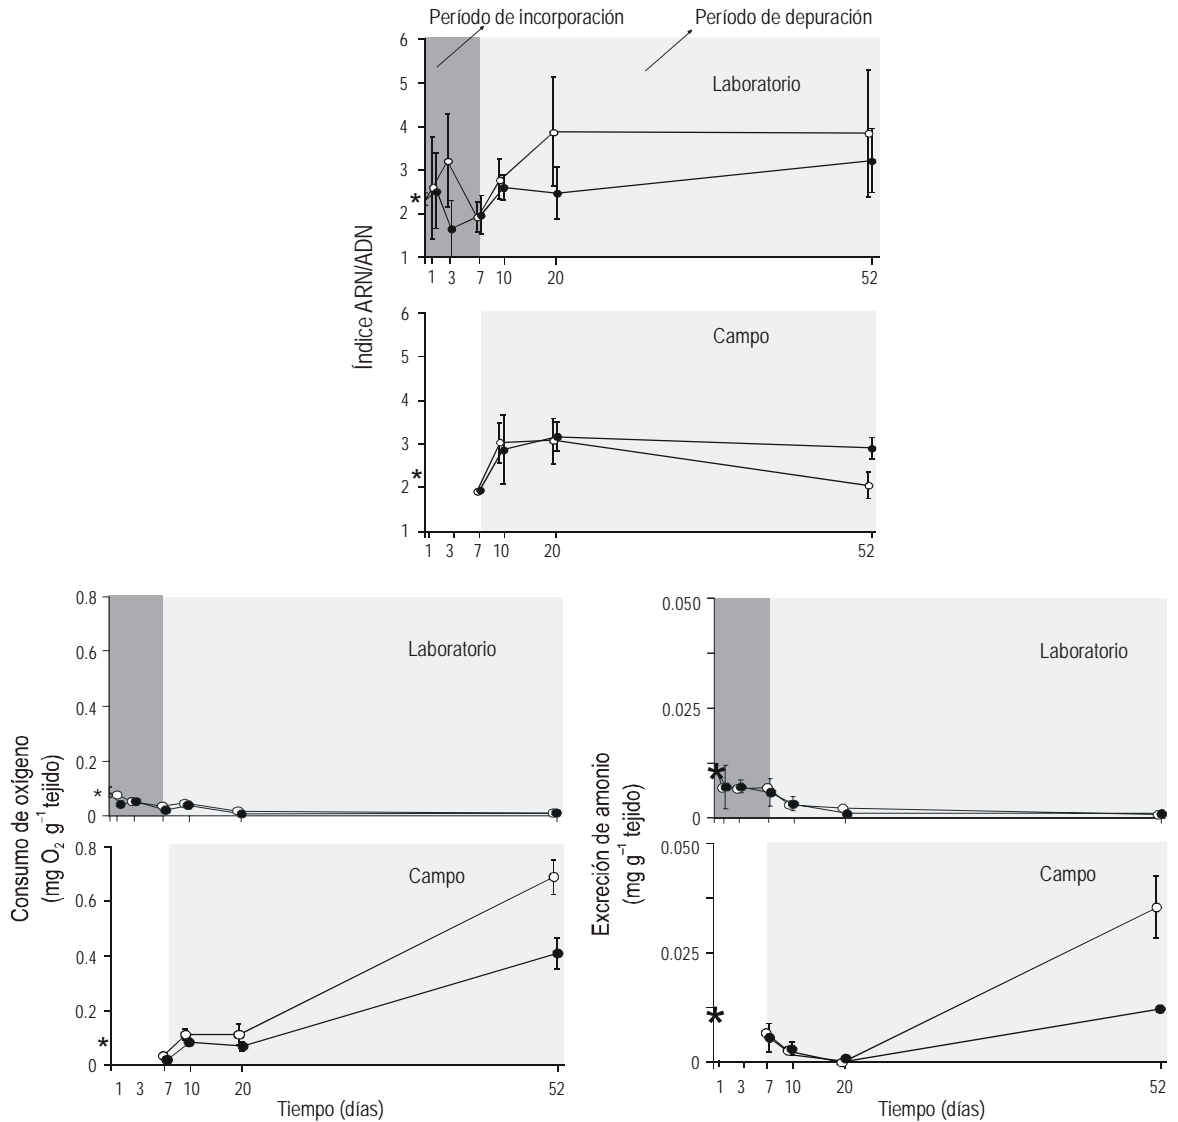 Período de incorporación
Período de depuración
6
5
4
3
2
1
*
Laboratorio
1 3 7 10 20 52
Índice ARN/ADN
6
5
4
3
2
1
*
Campo
1 3 7 10 20 52
0.8
0.6
0.4
0.2
0
*
Laboratorio
0.050
0.025
0
*
Laboratorio
Consumo de oxígeno
(mg O₂ g⁻¹ tejido)
0.8
0.6
0.4
0.2
0
*
Campo
1 3 7 10 20 52
Tiempo (días)
Excreción de amonio
(mg g⁻¹ tejido)
0.050
0.025
0
*
Campo
1 3 7 10 20 52
Tiempo (días)